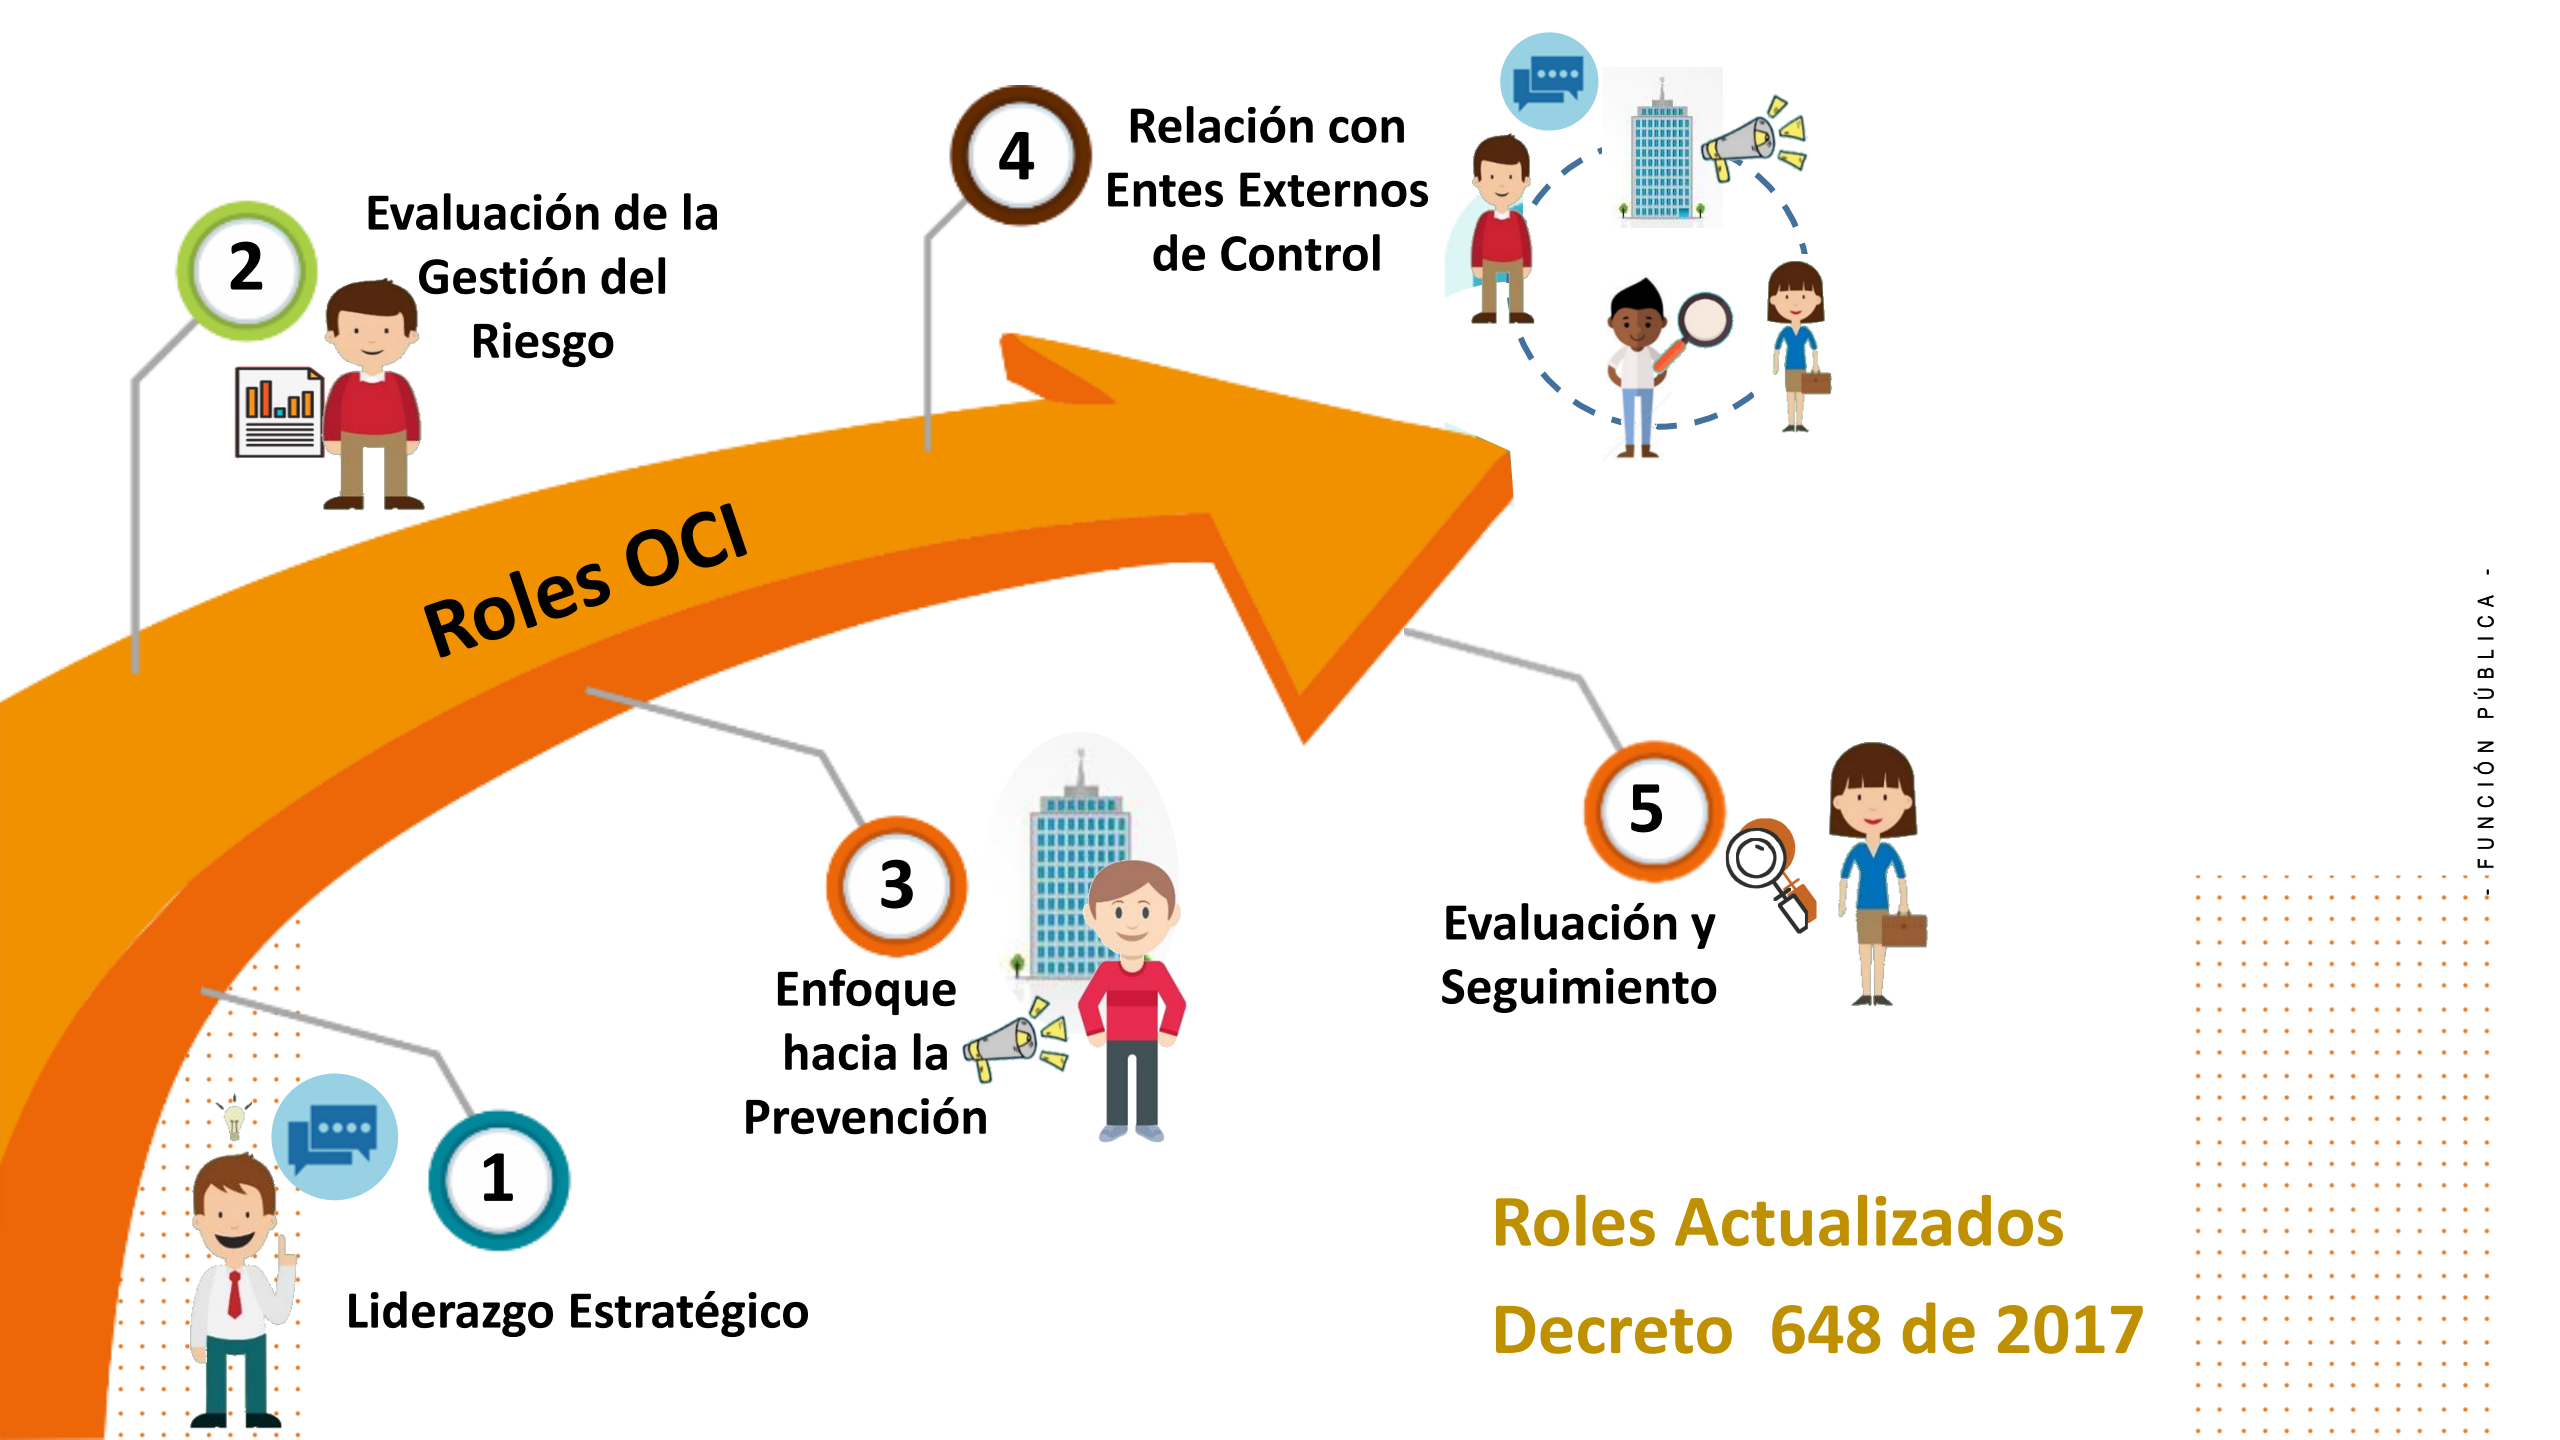 4
Relación con
Entes Externos
de Control
2
Evaluación de la
Gestión del
Riesgo
Roles OCI
3
Enfoque
hacia la
Prevención
5
Evaluación y
Seguimiento
1
Liderazgo Estratégico
Roles Actualizados
Decreto  648 de 2017
- FUNCIÓN PÚBLICA -